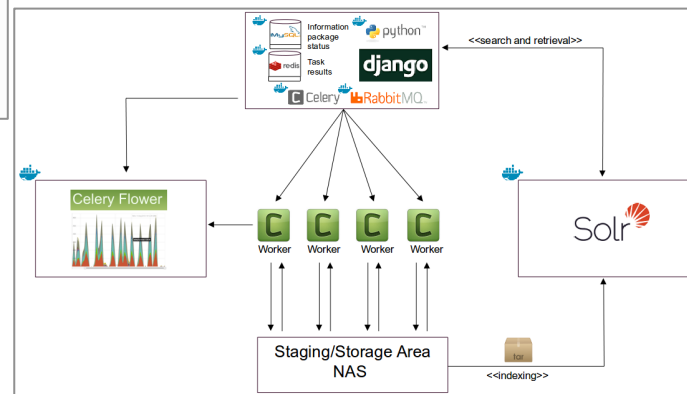 Information
package
status
MySQL
python™
<<search and retrieval>>
redis
Task
results
django
Celery
RabbitMQ
Celery Flower
Solr
Worker
Worker
Worker
Worker
Staging/Storage Area
NAS
tar
<<indexing>>